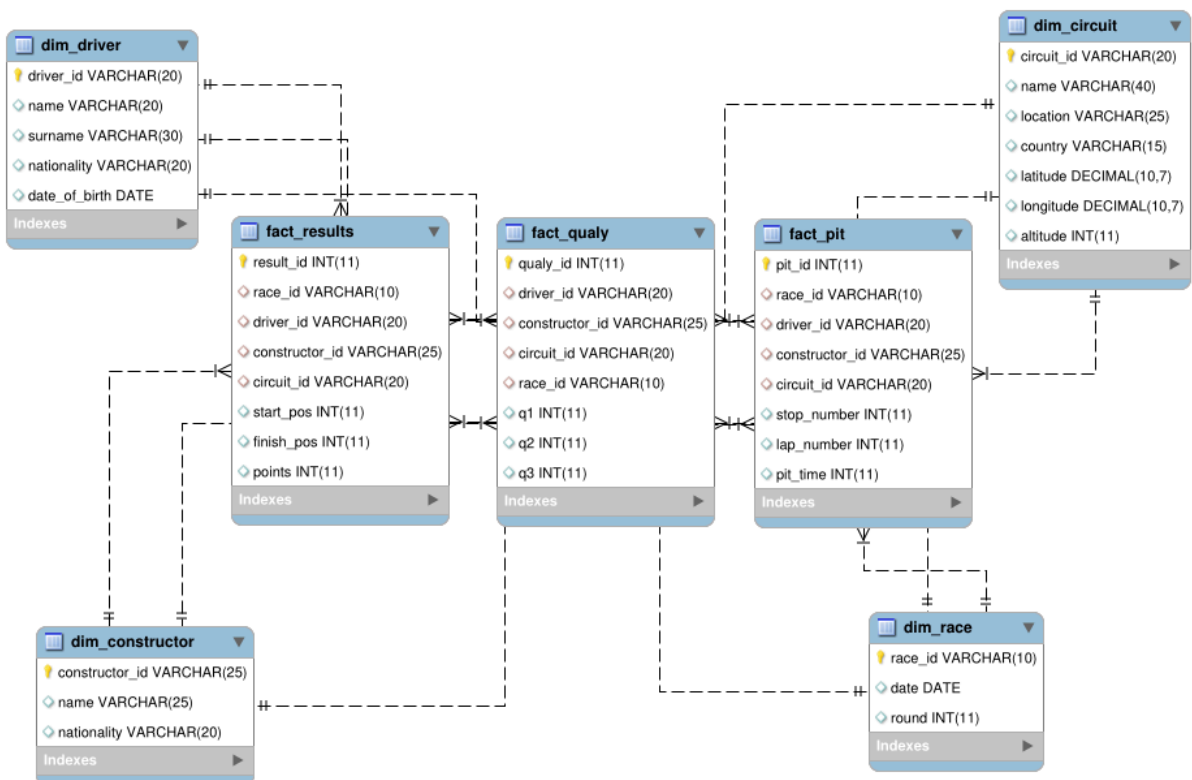 dim_driver
driver_id VARCHAR(20)
name VARCHAR(20)
surname VARCHAR(30)
nationality VARCHAR(20)
date_of_birth DATE
Indexes
dim_circuit
circuit_id VARCHAR(20)
name VARCHAR(40)
location VARCHAR(25)
country VARCHAR(15)
latitude DECIMAL(10,7)
longitude DECIMAL(10,7)
altitude INT(11)
Indexes
fact_results
result_id INT(11)
race_id VARCHAR(10)
driver_id VARCHAR(20)
constructor_id VARCHAR(25)
circuit_id VARCHAR(20)
start_pos INT(11)
finish_pos INT(11)
points INT(11)
Indexes
fact_qualy
qualy_id INT(11)
driver_id VARCHAR(20)
constructor_id VARCHAR(25)
circuit_id VARCHAR(20)
race_id VARCHAR(10)
q1 INT(11)
q2 INT(11)
q3 INT(11)
Indexes
fact_pit
pit_id INT(11)
race_id VARCHAR(10)
driver_id VARCHAR(20)
constructor_id VARCHAR(25)
circuit_id VARCHAR(20)
stop_number INT(11)
lap_number INT(11)
pit_time INT(11)
Indexes
dim_constructor
constructor_id VARCHAR(25)
name VARCHAR(25)
nationality VARCHAR(20)
Indexes
dim_race
race_id VARCHAR(10)
date DATE
round INT(11)
Indexes